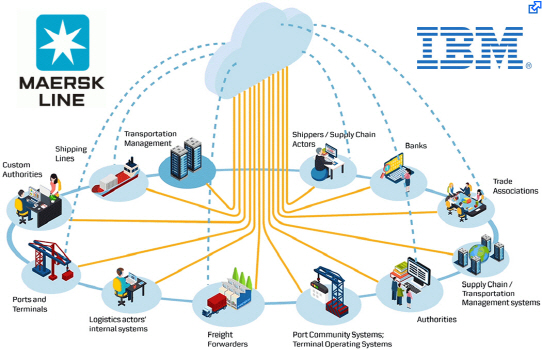 MAERSK
LINE
IBM®
Shipping
Lines
Transportation
Management
Shippers / Supply Chain
Actors
Banks
Custom
Authorities
Trade
Associations
Ports and
Terminals
Logistics actors'
internal systems
Freight
Forwarders
Port Community Systems;
Terminal Operating Systems
Authorities
Supply Chain /
Transportation
Management systems